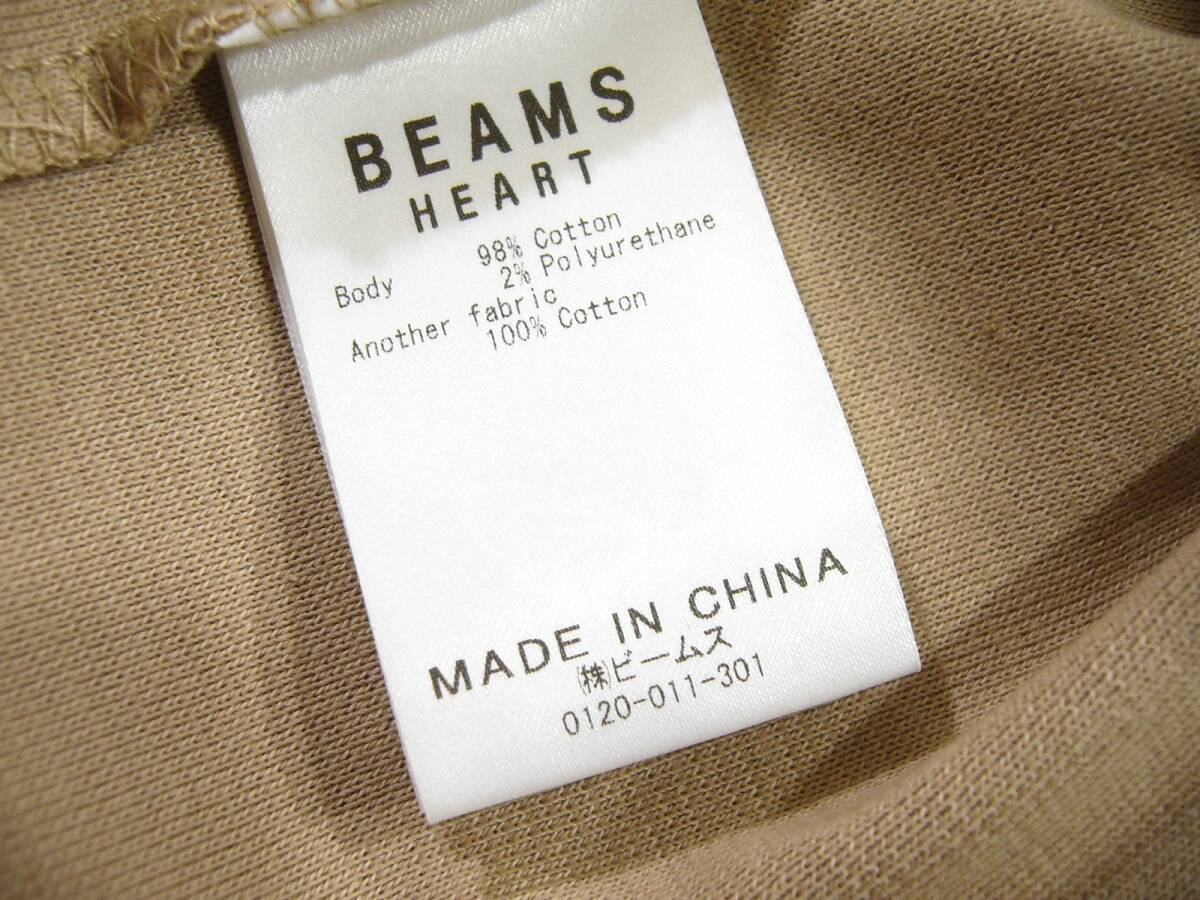 BEAMS
HEART
98% Cotton
Body 2% Polyurethane
Another fabric
100% Cotton
MADE IN CHINA
㈱ビームス
0120-011-301